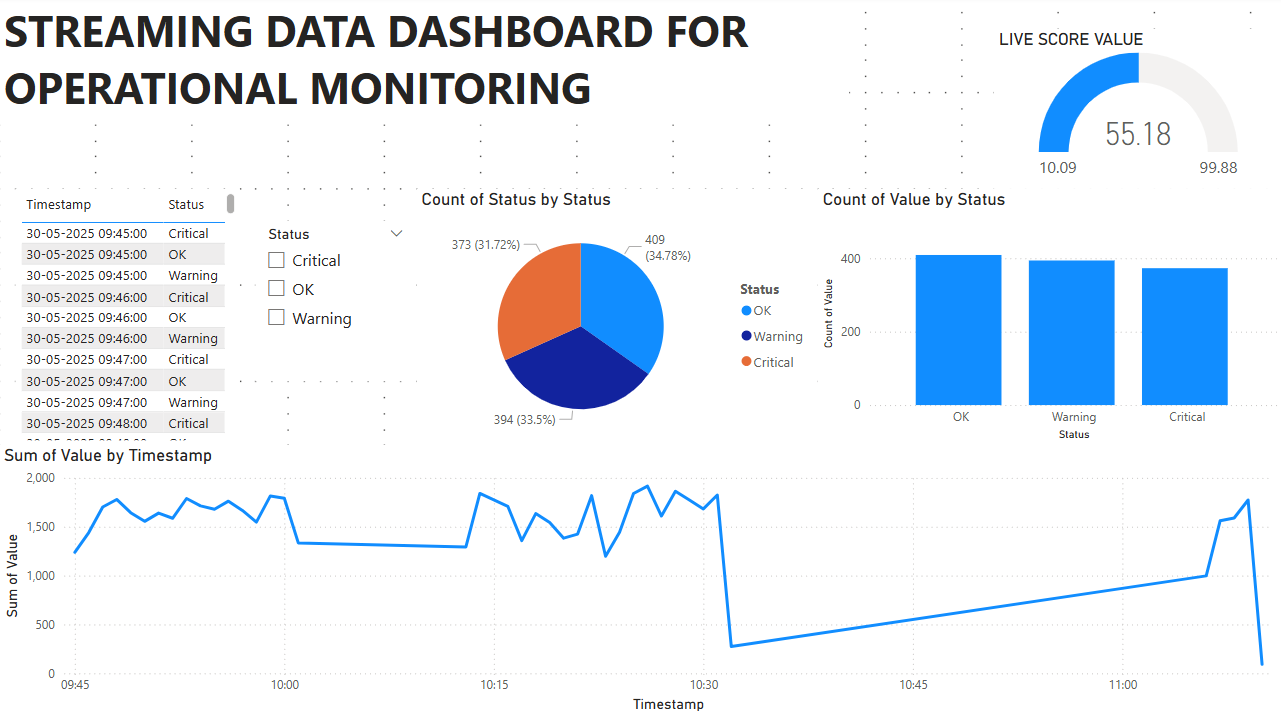 STREAMING DATA DASHBOARD FOR
OPERATIONAL MONITORING
LIVE SCORE VALUE
55.18
10.09
99.88
Timestamp Status
30-05-2025 09:45:00 Critical
30-05-2025 09:45:00 OK
30-05-2025 09:45:00 Warning
30-05-2025 09:46:00 Critical
30-05-2025 09:46:00 OK
30-05-2025 09:46:00 Warning
30-05-2025 09:47:00 Critical
30-05-2025 09:47:00 OK
30-05-2025 09:47:00 Warning
30-05-2025 09:48:00 Critical
Status
Critical
OK
Warning
Count of Status by Status
373 (31.72%)
409
(34.78%)
394 (33.5%)
Status
OK
Warning
Critical
Count of Value by Status
Count of Value
400
200
0
OK Warning Critical
Status
Sum of Value by Timestamp
Sum of Value
2,000
1,500
1,000
500
0
09:45 10:00 10:15 10:30 10:45 11:00
Timestamp